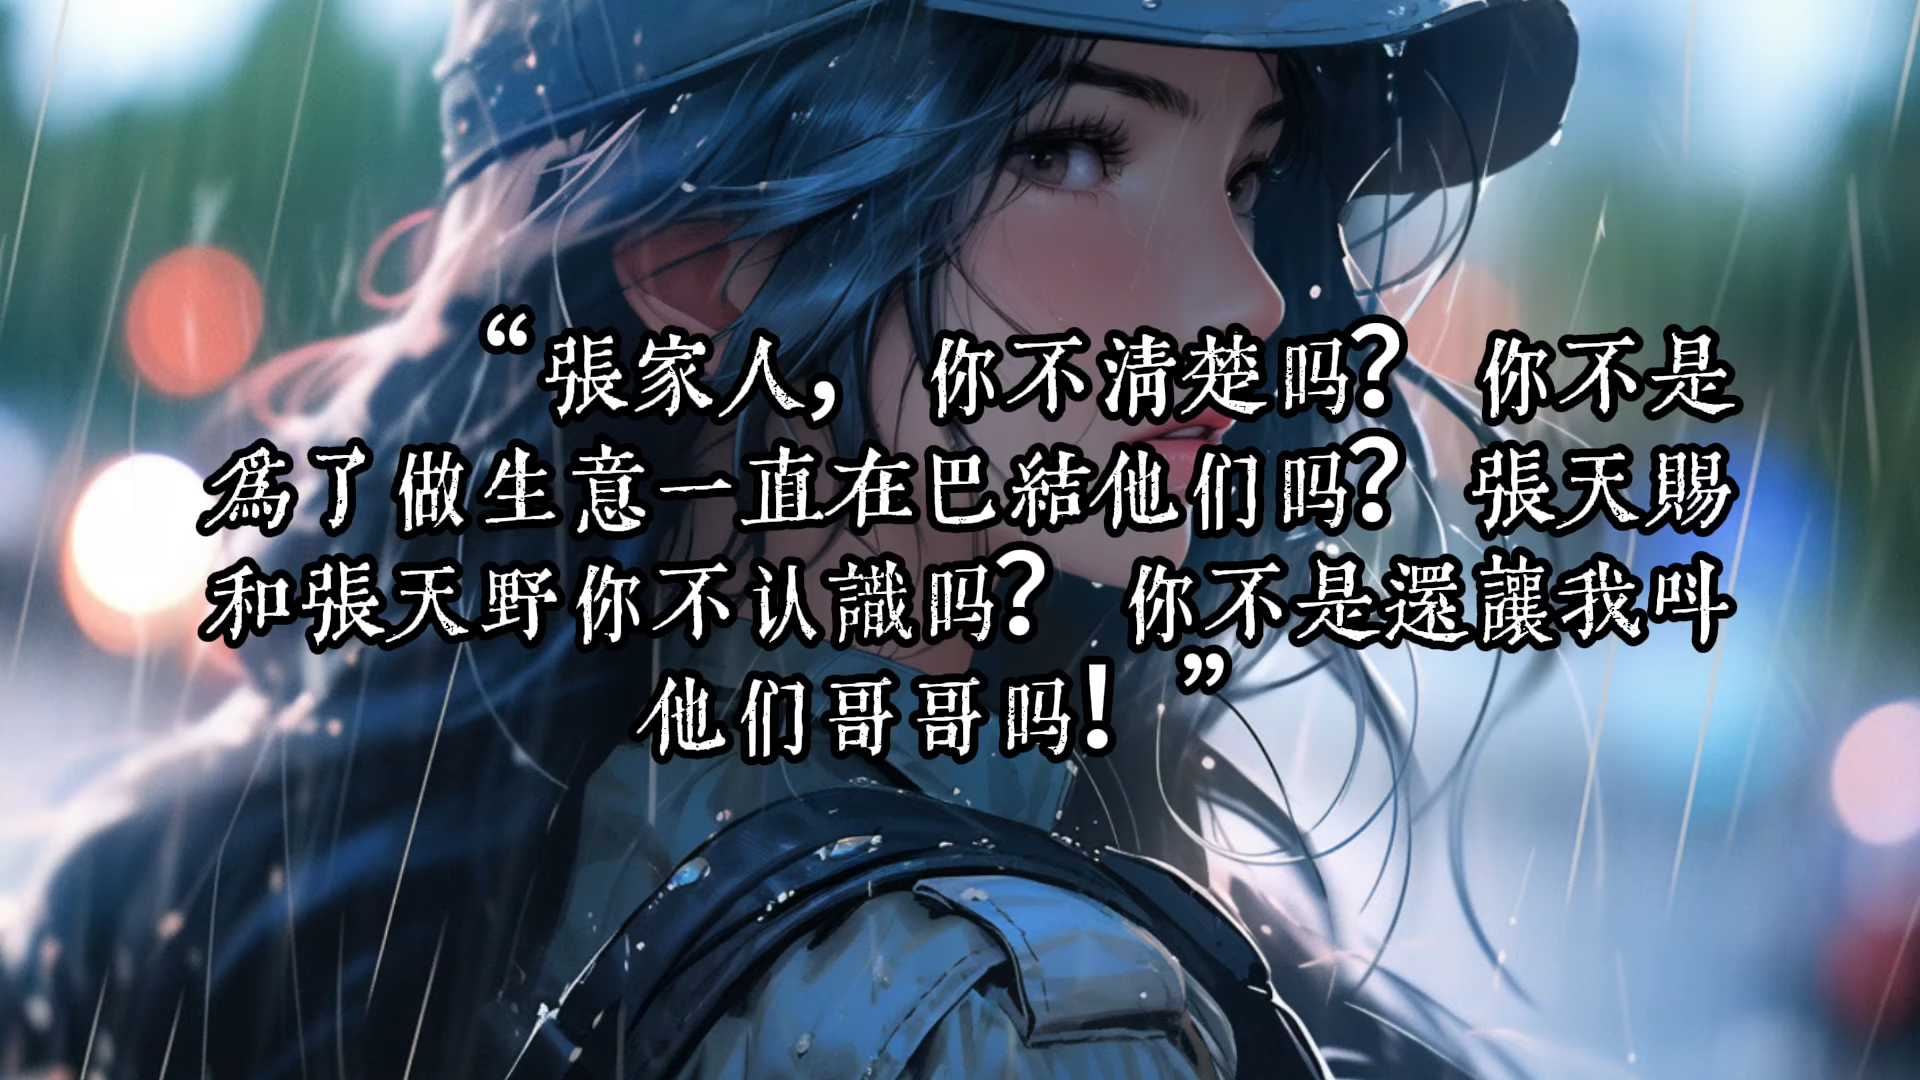 “張家人，你不清楚吗？你不是
為了做生意一直在巴結他们吗？張天賜
和張天野你不认識吗？你不是還讓我叫
他们哥哥吗！”